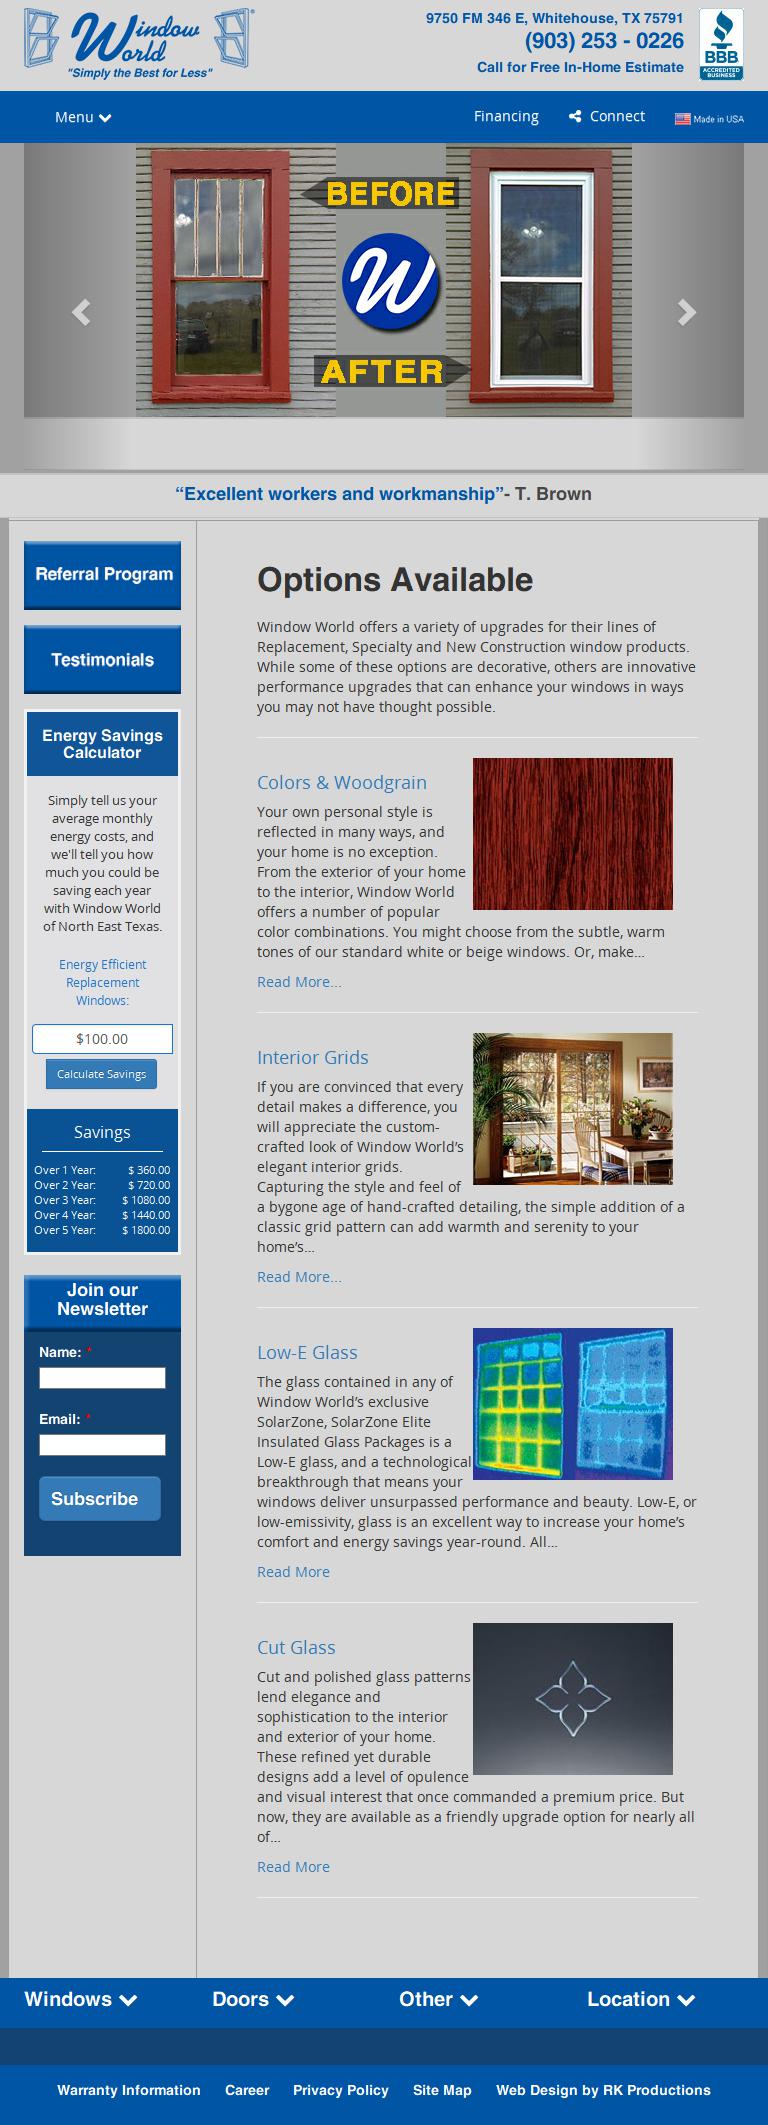 Window World
"Simply the Best for Less"
9750 FM 346 E, Whitehouse, TX 75791
(903) 253 - 0226
Call for Free In-Home Estimate
BBB
ACCREDITED
BUSINESS
Menu
Financing
Connect
Made in USA
BEFORE
W
AFTER
“Excellent workers and workmanship”- T. Brown
Referral Program
Testimonials
Energy Savings
Calculator
Simply tell us your
average monthly
energy costs, and
we'll tell you how
much you could be
saving each year
with Window World
of North East Texas.
Energy Efficient
Replacement
Windows:
$100.00
Calculate Savings
Savings
Over 1 Year: $ 360.00
Over 2 Year: $ 720.00
Over 3 Year: $ 1080.00
Over 4 Year: $ 1440.00
Over 5 Year: $ 1800.00
Join our
Newsletter
Name: *
Email: *
Subscribe
Options Available
Window World offers a variety of upgrades for their lines of
Replacement, Specialty and New Construction window products.
While some of these options are decorative, others are innovative
performance upgrades that can enhance your windows in ways
you may not have thought possible.
Colors & Woodgrain
Your own personal style is
reflected in many ways, and
your home is no exception.
From the exterior of your home
to the interior, Window World
offers a number of popular
color combinations. You might choose from the subtle, warm
tones of our standard white or beige windows. Or, make…
Read More...
Interior Grids
If you are convinced that every
detail makes a difference, you
will appreciate the custom-
crafted look of Window World’s
elegant interior grids.
Capturing the style and feel of
a bygone age of hand-crafted detailing, the simple addition of a
classic grid pattern can add warmth and serenity to your
home’s…
Read More...
Low-E Glass
The glass contained in any of
Window World’s exclusive
SolarZone, SolarZone Elite
Insulated Glass Packages is a
Low-E glass, and a technological
breakthrough that means your
windows deliver unsurpassed performance and beauty. Low-E, or
low-emissivity, glass is an excellent way to increase your home’s
comfort and energy savings year-round. All…
Read More
Cut Glass
Cut and polished glass patterns
lend elegance and
sophistication to the interior
and exterior of your home.
These refined yet durable
designs add a level of opulence
and visual interest that once commanded a premium price. But
now, they are available as a friendly upgrade option for nearly all
of…
Read More
Windows
Doors
Other
Location
Warranty Information
Career
Privacy Policy
Site Map
Web Design by RK Productions